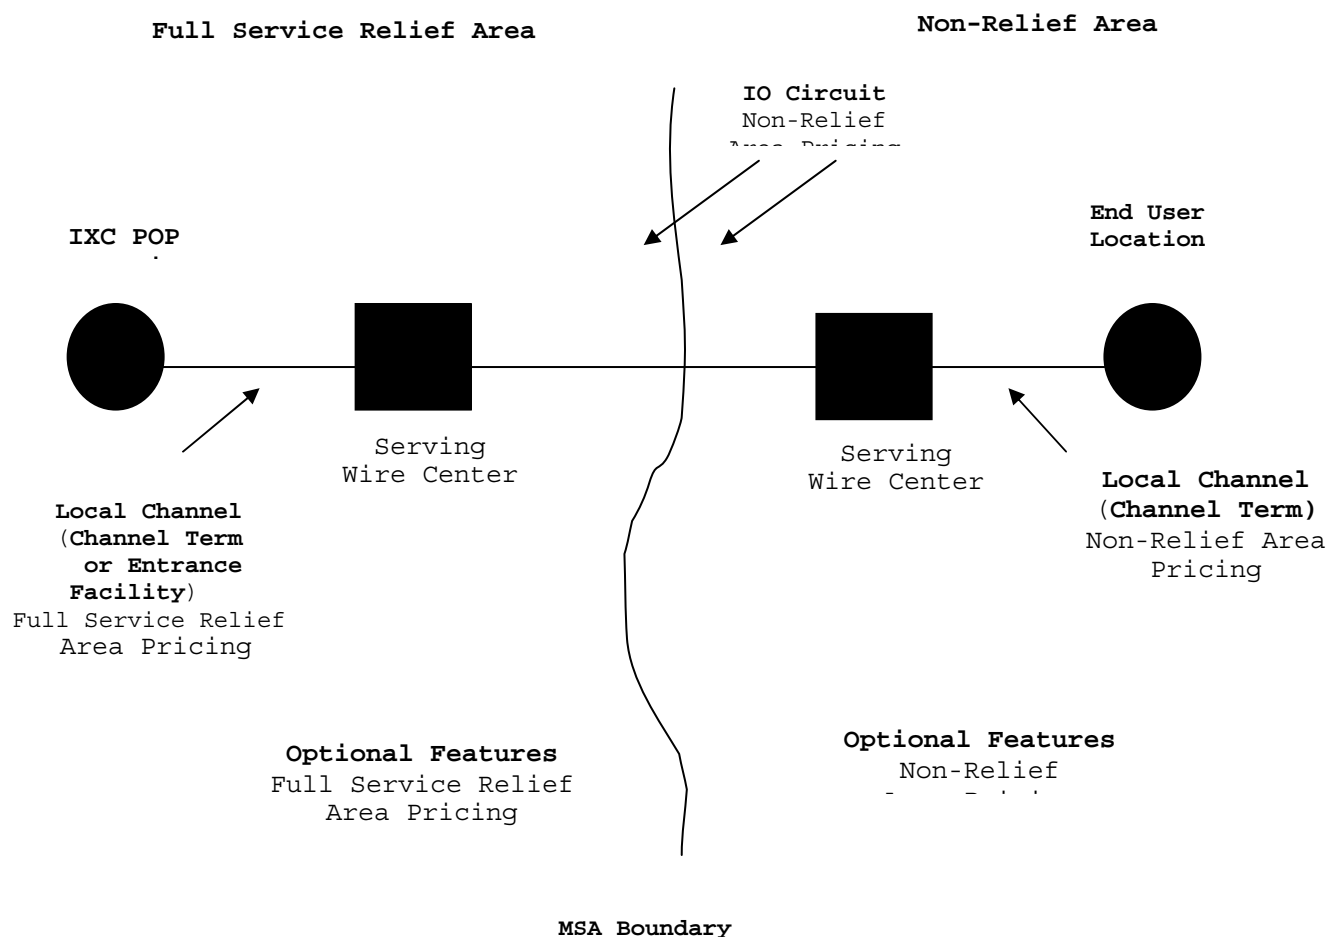 Full Service Relief Area
Non-Relief Area
IO Circuit
Non-Relief
Area Pricing
IXC POP
End User
Location
Serving
Wire Center
Serving
Wire Center
Local Channel
(Channel Term
or Entrance
Facility)
Full Service Relief
Area Pricing
Local Channel
(Channel Term)
Non-Relief Area
Pricing
Optional Features
Full Service Relief
Area Pricing
Optional Features
Non-Relief
MSA Boundary